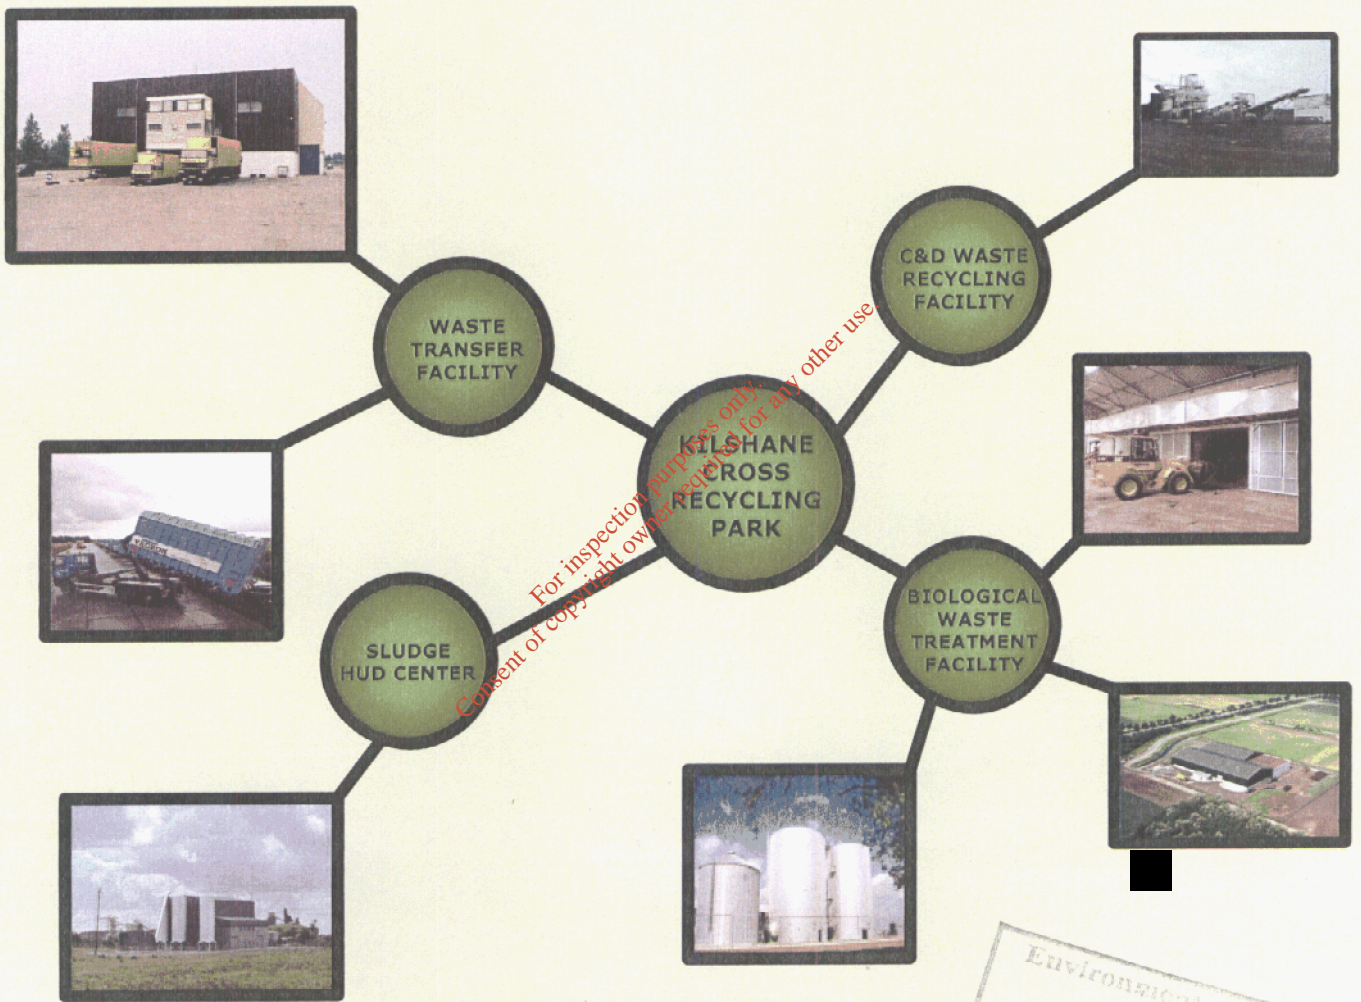 C&D WASTE
RECYCLING
FACILITY
WASTE
TRANSFER
FACILITY
KILSHANE
CROSS
RECYCLING
PARK
BIOLOGICAL
WASTE
TREATMENT
FACILITY
SLUDGE
HUD CENTER
For inspection purposes only.
Consent of copyright owner required for any other use.